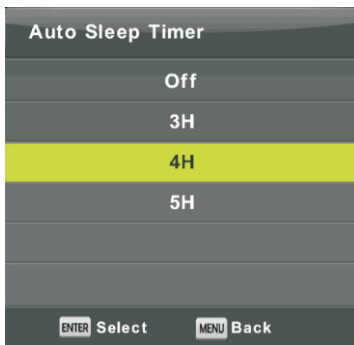 Auto Sleep Timer
Off
3H
4H
5H
ENTER Select MENU Back